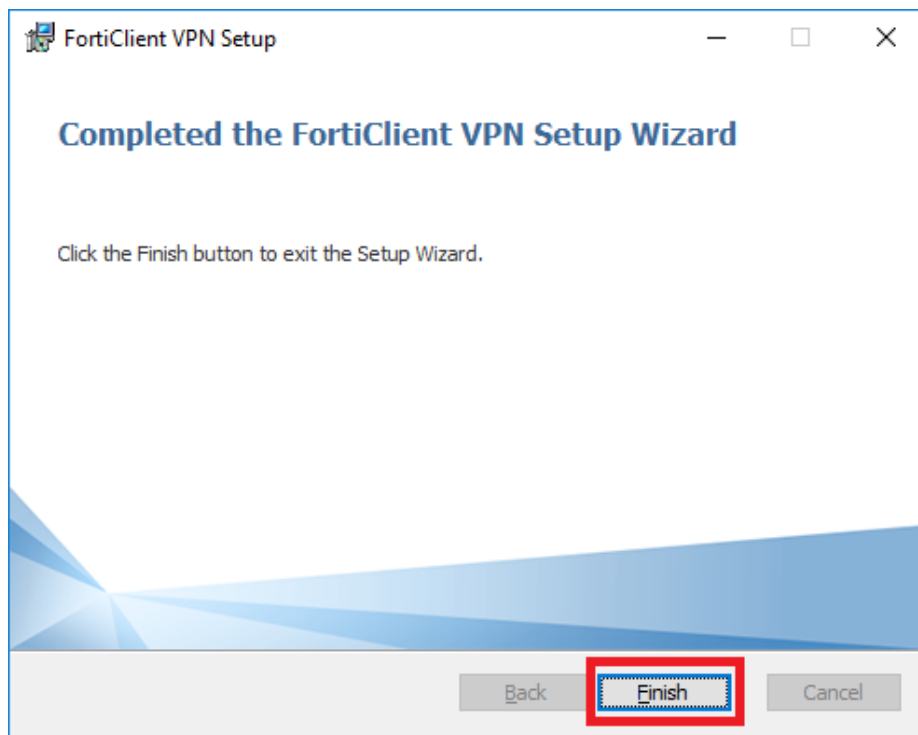 FortiClient VPN Setup
Completed the FortiClient VPN Setup Wizard
Click the Finish button to exit the Setup Wizard.
Back Finish Cancel